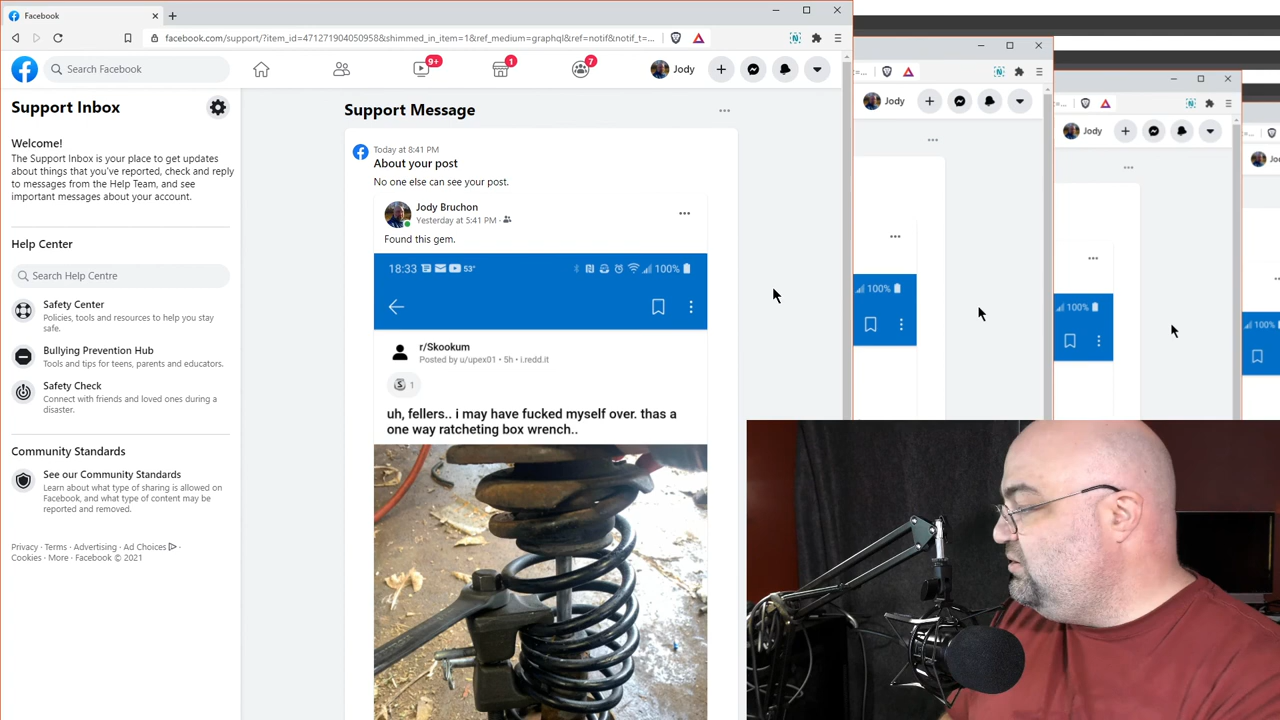 Facebook
facebook.com/support/?item_id=471271904050958&shimmed_in_item=1&ref_medium=graphql&ref=notif&notif_t=...
Search Facebook
9+
1
7
Jody
Support Inbox
Welcome!
The Support Inbox is your place to get updates
about things that you've reported, check and reply
to messages from the Help Team, and see
important messages about your account.
Help Center
Search Help Centre
Safety Center
Policies, tools and resources to help you stay
safe.
Bullying Prevention Hub
Tools and tips for teens, parents and educators.
Safety Check
Connect with friends and loved ones during a
disaster.
Community Standards
See our Community Standards
Learn about what type of sharing is allowed on
Facebook, and what type of content may be
reported and removed.
Privacy · Terms · Advertising · Ad Choices ·
Cookies · More · Facebook © 2021
Support Message
Today at 8:41 PM
About your post
No one else can see your post.
Jody Bruchon
Yesterday at 5:41 PM ·
Found this gem.
18:33 53° 100%
r/Skookum
Posted by u/upex01 • 5h • i.redd.it
1
uh, fellers.. i may have fucked myself over. thas a
one way ratcheting box wrench..
Jody
100%
Jody
100%
Jo
100%